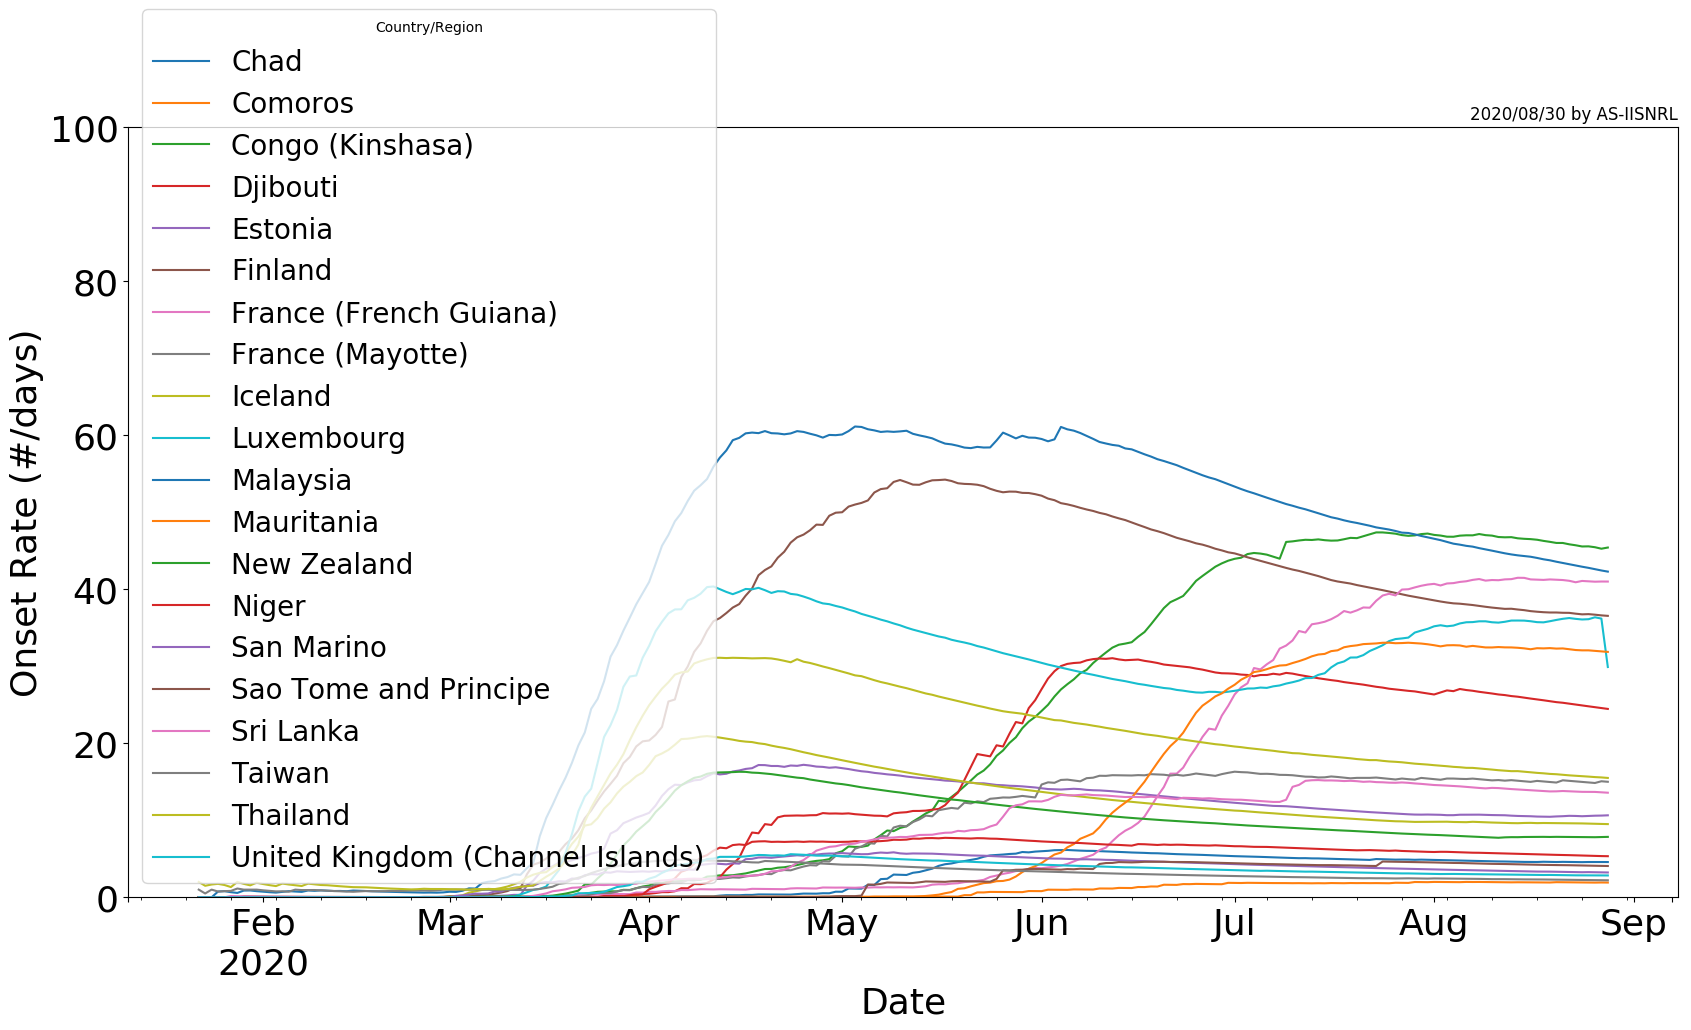 Country/Region
Chad
Comoros
Congo (Kinshasa)
Djibouti
Estonia
Finland
France (French Guiana)
France (Mayotte)
Iceland
Luxembourg
Malaysia
Mauritania
New Zealand
Niger
San Marino
Sao Tome and Principe
Sri Lanka
Taiwan
Thailand
United Kingdom (Channel Islands)
2020/08/30 by AS-IISNRL
100
80
60
40
20
0
Onset Rate (#/days)
Feb Mar Apr May Jun Jul Aug Sep
2020
Date